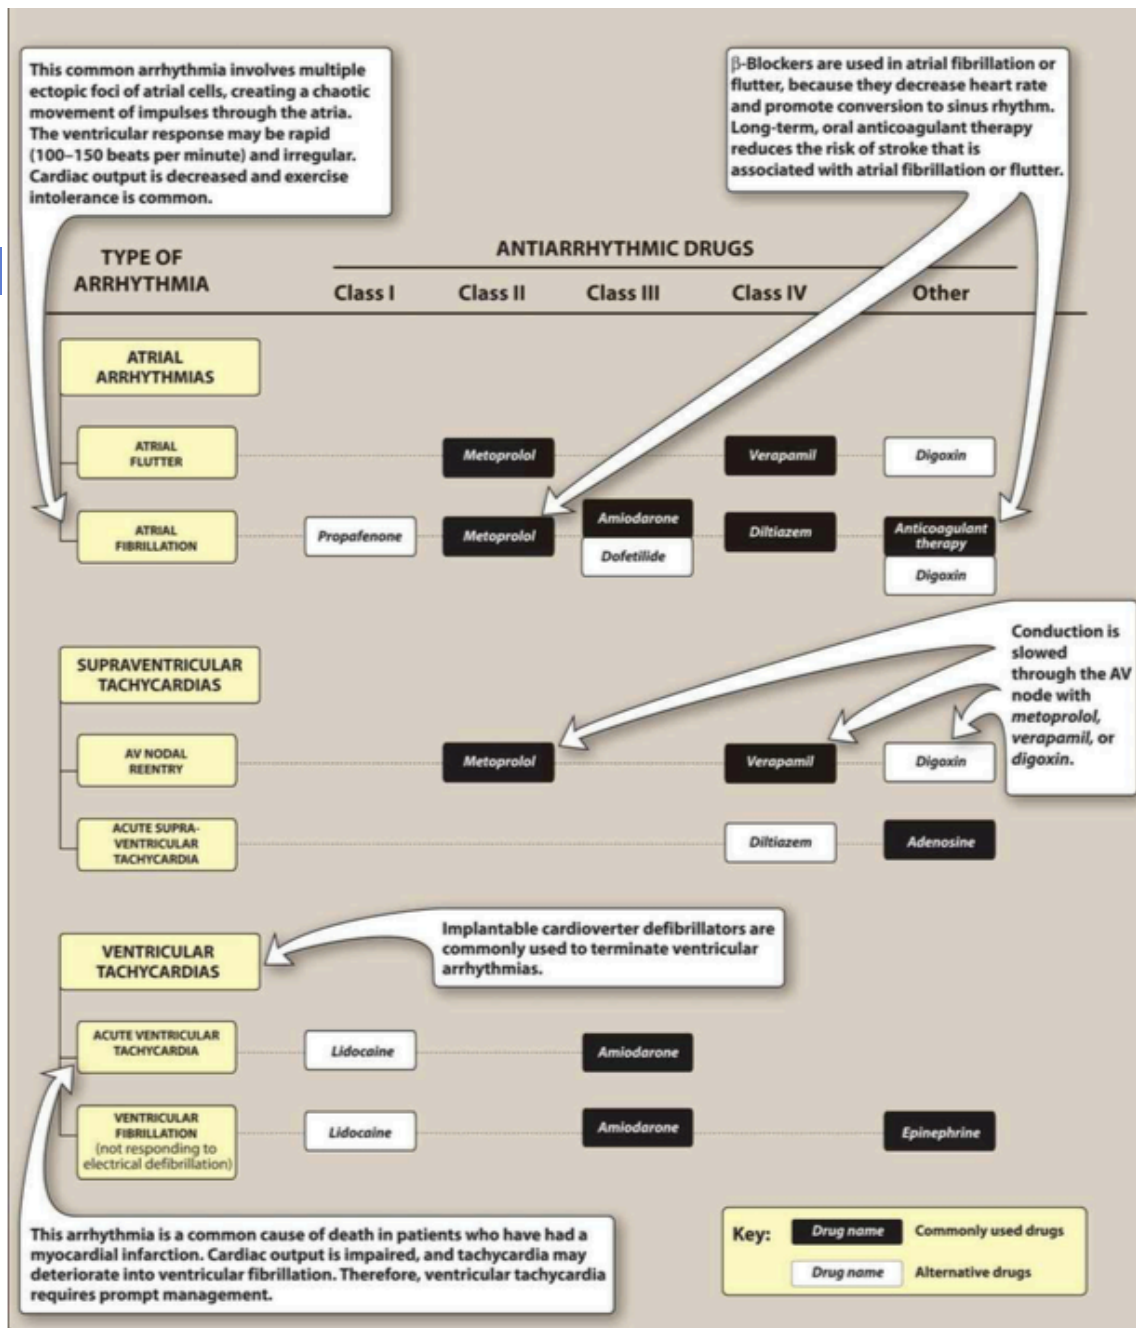 This common arrhythmia involves multiple
ectopic foci of atrial cells, creating a chaotic
movement of impulses through the atria.
The ventricular response may be rapid
(100–150 beats per minute) and irregular.
Cardiac output is decreased and exercise
intolerance is common.
β-Blockers are used in atrial fibrillation or
flutter, because they decrease heart rate
and promote conversion to sinus rhythm.
Long-term, oral anticoagulant therapy
reduces the risk of stroke that is
associated with atrial fibrillation or flutter.
TYPE OF
ARRHYTHMIA
ANTIARRHYTHMIC DRUGS
Class I Class II Class III Class IV Other
ATRIAL
ARRHYTHMIAS
ATRIAL
FLUTTER
Metoprolol Verapamil Digoxin
ATRIAL
FIBRILLATION
Propafenone Metoprolol Amiodarone Diltiazem Anticoagulant
therapy
Dofetilide Digoxin
SUPRAVENTRICULAR
TACHYCARDIAS
Conduction is
slowed
through the AV
node with
metoprolol,
verapamil, or
digoxin.
AV NODAL
REENTRY
Metoprolol Verapamil Digoxin
ACUTE SUPRA-
VENTRICULAR
TACHYCARDIA
Diltiazem Adenosine
VENTRICULAR
TACHYCARDIAS
Implantable cardioverter defibrillators are
commonly used to terminate ventricular
arrhythmias.
ACUTE VENTRICULAR
TACHYCARDIA
Lidocaine Amiodarone
VENTRICULAR
FIBRILLATION
(not responding to
electrical defibrillation)
Lidocaine Amiodarone Epinephrine
This arrhythmia is a common cause of death in patients who have had a
myocardial infarction. Cardiac output is impaired, and tachycardia may
deteriorate into ventricular fibrillation. Therefore, ventricular tachycardia
requires prompt management.
Key: Drug name Commonly used drugs
Drug name Alternative drugs